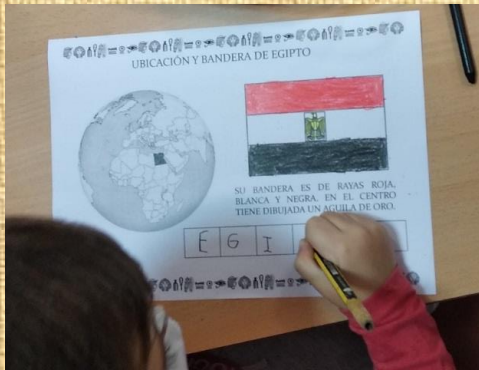 UBICACIÓN Y BANDERA DE EGIPTO
SU BANDERA ES DE RAYAS ROJA,
BLANCA Y NEGRA. EN EL CENTRO
TIENE DIBUJADA UN AGUILA DE ORO.
E G I